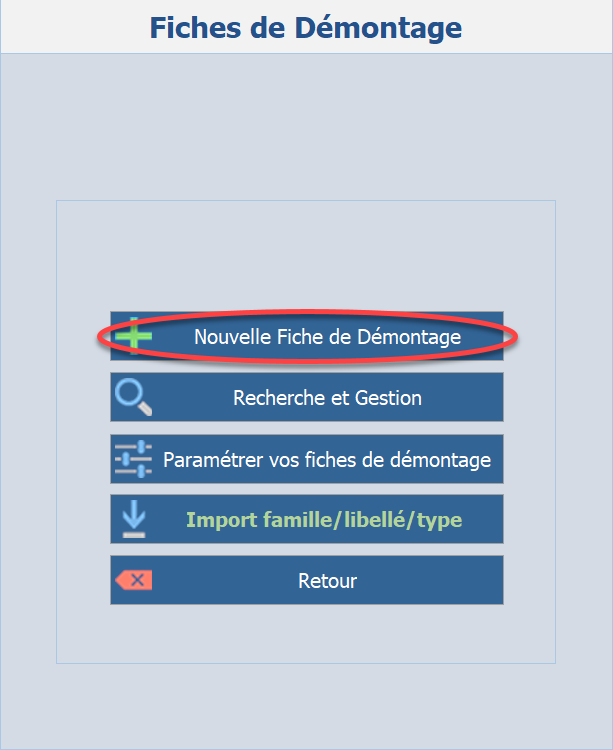 Fiches de Démontage
Nouvelle Fiche de Démontage
Recherche et Gestion
Paramétrer vos fiches de démontage
Import famille/libellé/type
Retour